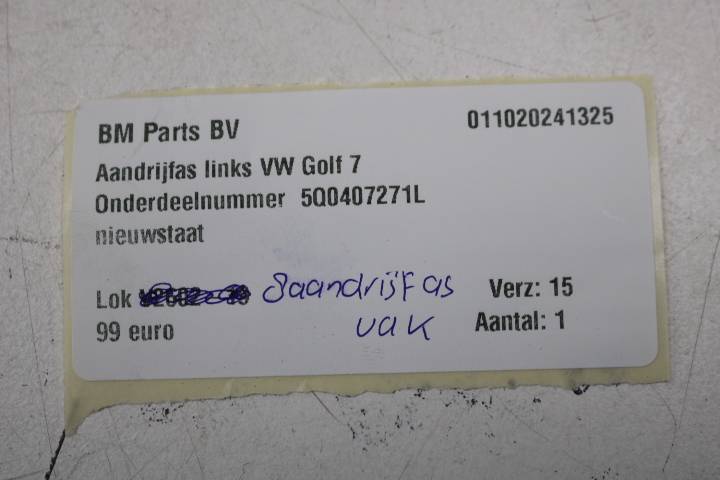 BM Parts BV 011020241325
Aandrijfas links VW Golf 7
Onderdeelnummer 5Q0407271L
nieuwstaat
Lok aandrijfas Verz: 15
vak
99 euro Aantal: 1